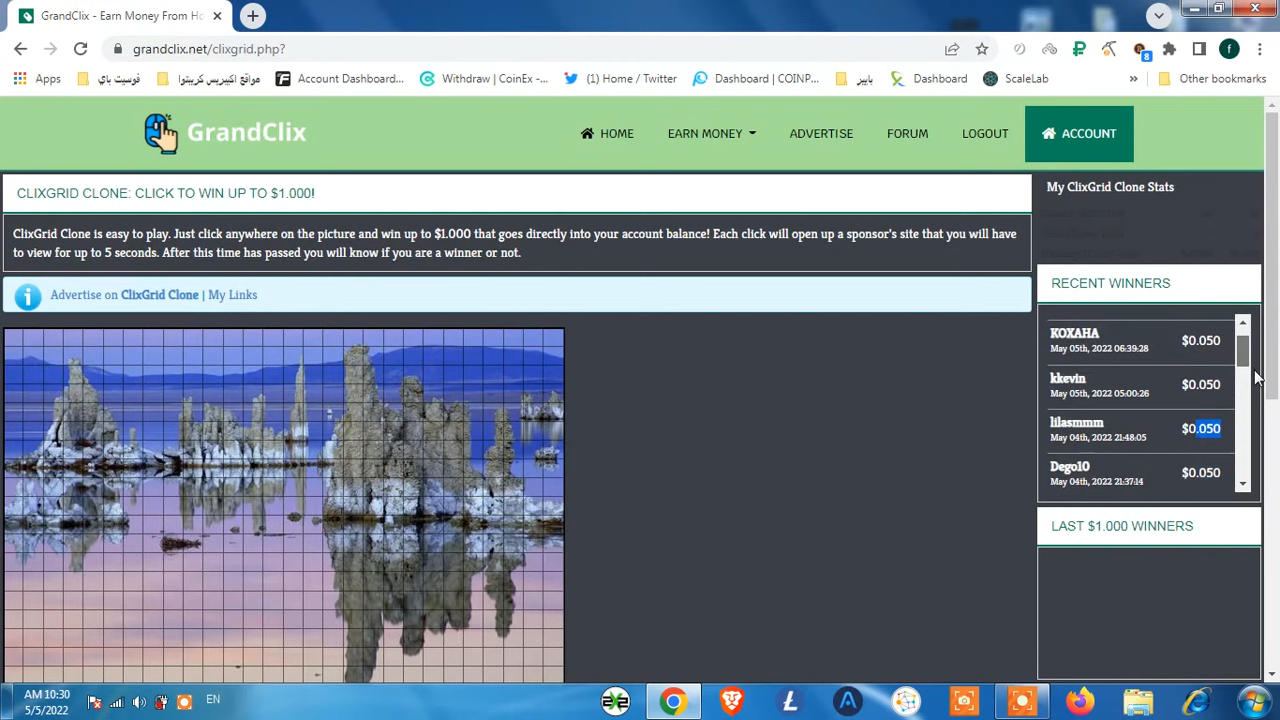 GrandClix - Earn Money From Ho
grandclix.net/clixgrid.php?
f
Apps
فوسيت باي
مواقع اكبيربس كريبتوا
Account Dashboard...
Withdraw | CoinEx -...
(1) Home / Twitter
Dashboard | COINP...
بايير
Dashboard
ScaleLab
»
Other bookmarks
8
GrandClix
HOME
EARN MONEY
ADVERTISE
FORUM
LOGOUT
ACCOUNT
CLIXGRID CLONE: CLICK TO WIN UP TO $1.000!
ClixGrid Clone is easy to play. Just click anywhere on the picture and win up to $1.000 that goes directly into your account balance! Each click will open up a sponsor's site that you will have
to view for up to 5 seconds. After this time has passed you will know if you are a winner or not.
Advertise on ClixGrid Clone | My Links
My ClixGrid Clone Stats
RECENT WINNERS
KOXAHA
May 05th, 2022 06:39:28
$0.050
kkevin
May 05th, 2022 05:00:26
$0.050
lilasmmm
May 04th, 2022 21:48:05
$0.050
Dego10
May 04th, 2022 21:37:14
$0.050
LAST $1.000 WINNERS
AM 10:30
5/5/2022
EN